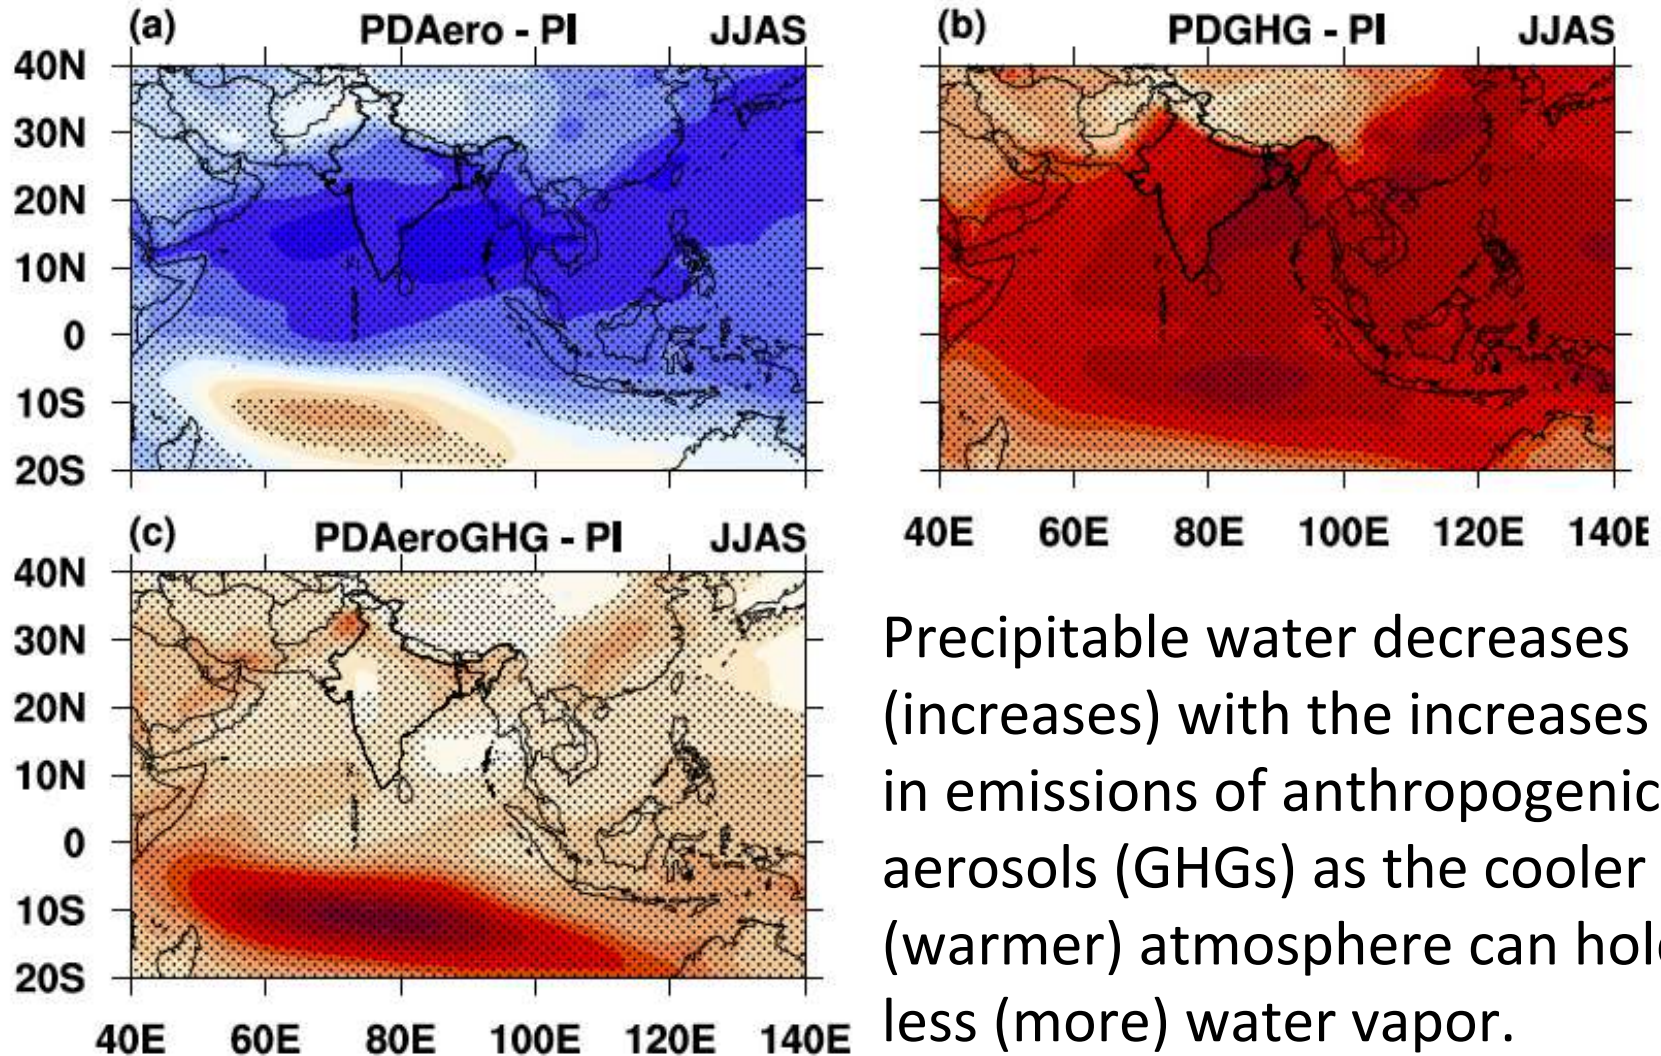 (a) PDAero - PI JJAS
40N
30N
20N
10N
0
10S
20S
(b) PDGHG - PI JJAS
40E 60E 80E 100E 120E 140E
(c) PDAeroGHG - PI JJAS
40N
30N
20N
10N
0
10S
20S
40E 60E 80E 100E 120E 140E
Precipitable water decreases
(increases) with the increases
in emissions of anthropogenic
aerosols (GHGs) as the cooler
(warmer) atmosphere can hol
less (more) water vapor.